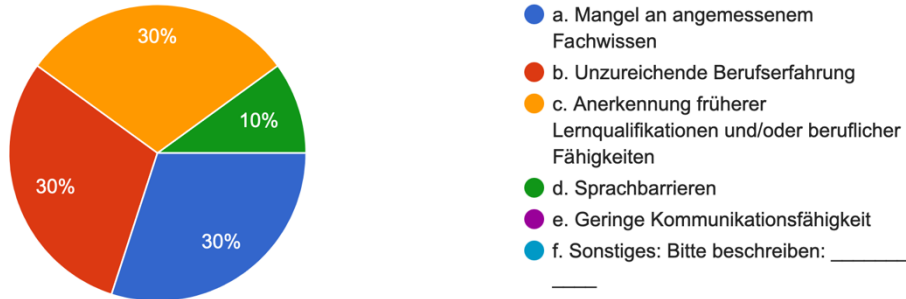 30%
10%
30%
30%
a. Mangel an angemessenem
Fachwissen
b. Unzureichende Berufserfahrung
c. Anerkennung früherer
Lernqualifikationen und/oder beruflicher
Fähigkeiten
d. Sprachbarrieren
e. Geringe Kommunikationsfähigkeit
f. Sonstiges: Bitte beschreiben: _______
____